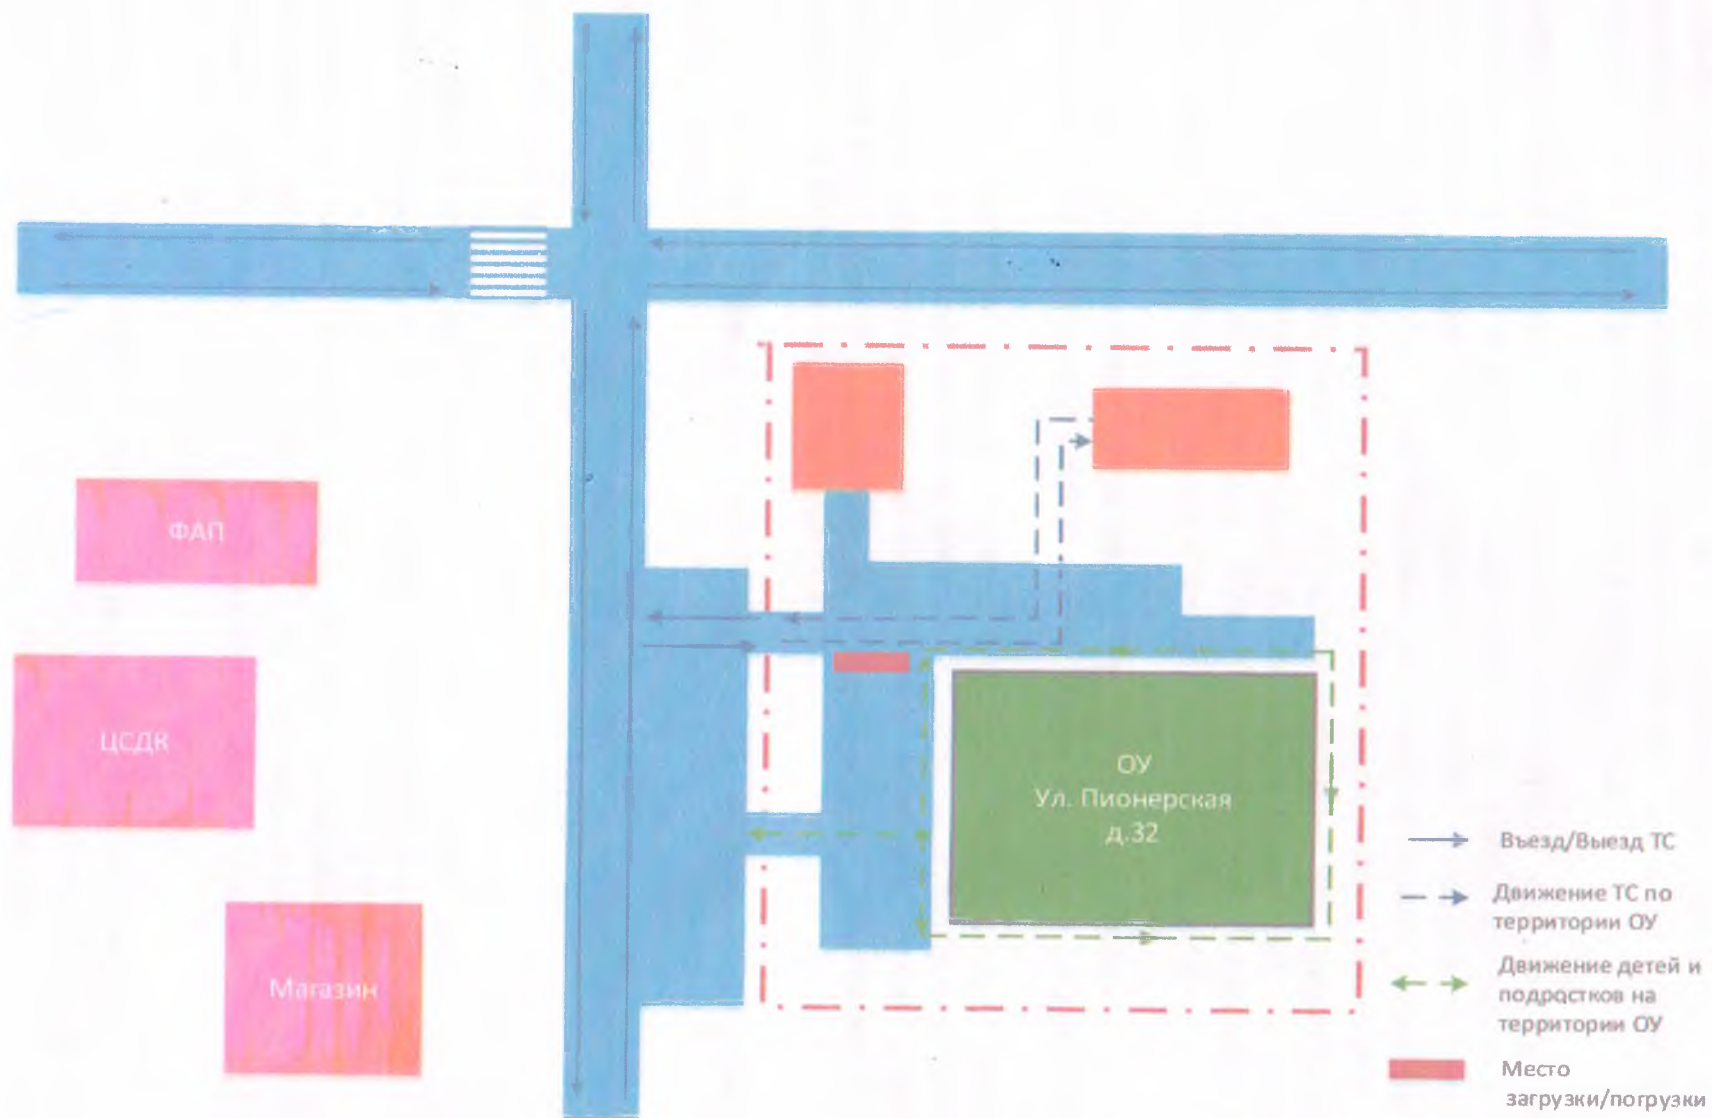 ФАП
ЦСДК
Магазин
ОУ
Ул. Пионерская
д.32
Въезд/Выезд ТС
Движение ТС по
территории ОУ
Движение детей и
подростков на
территории ОУ
Место
загрузки/погрузки